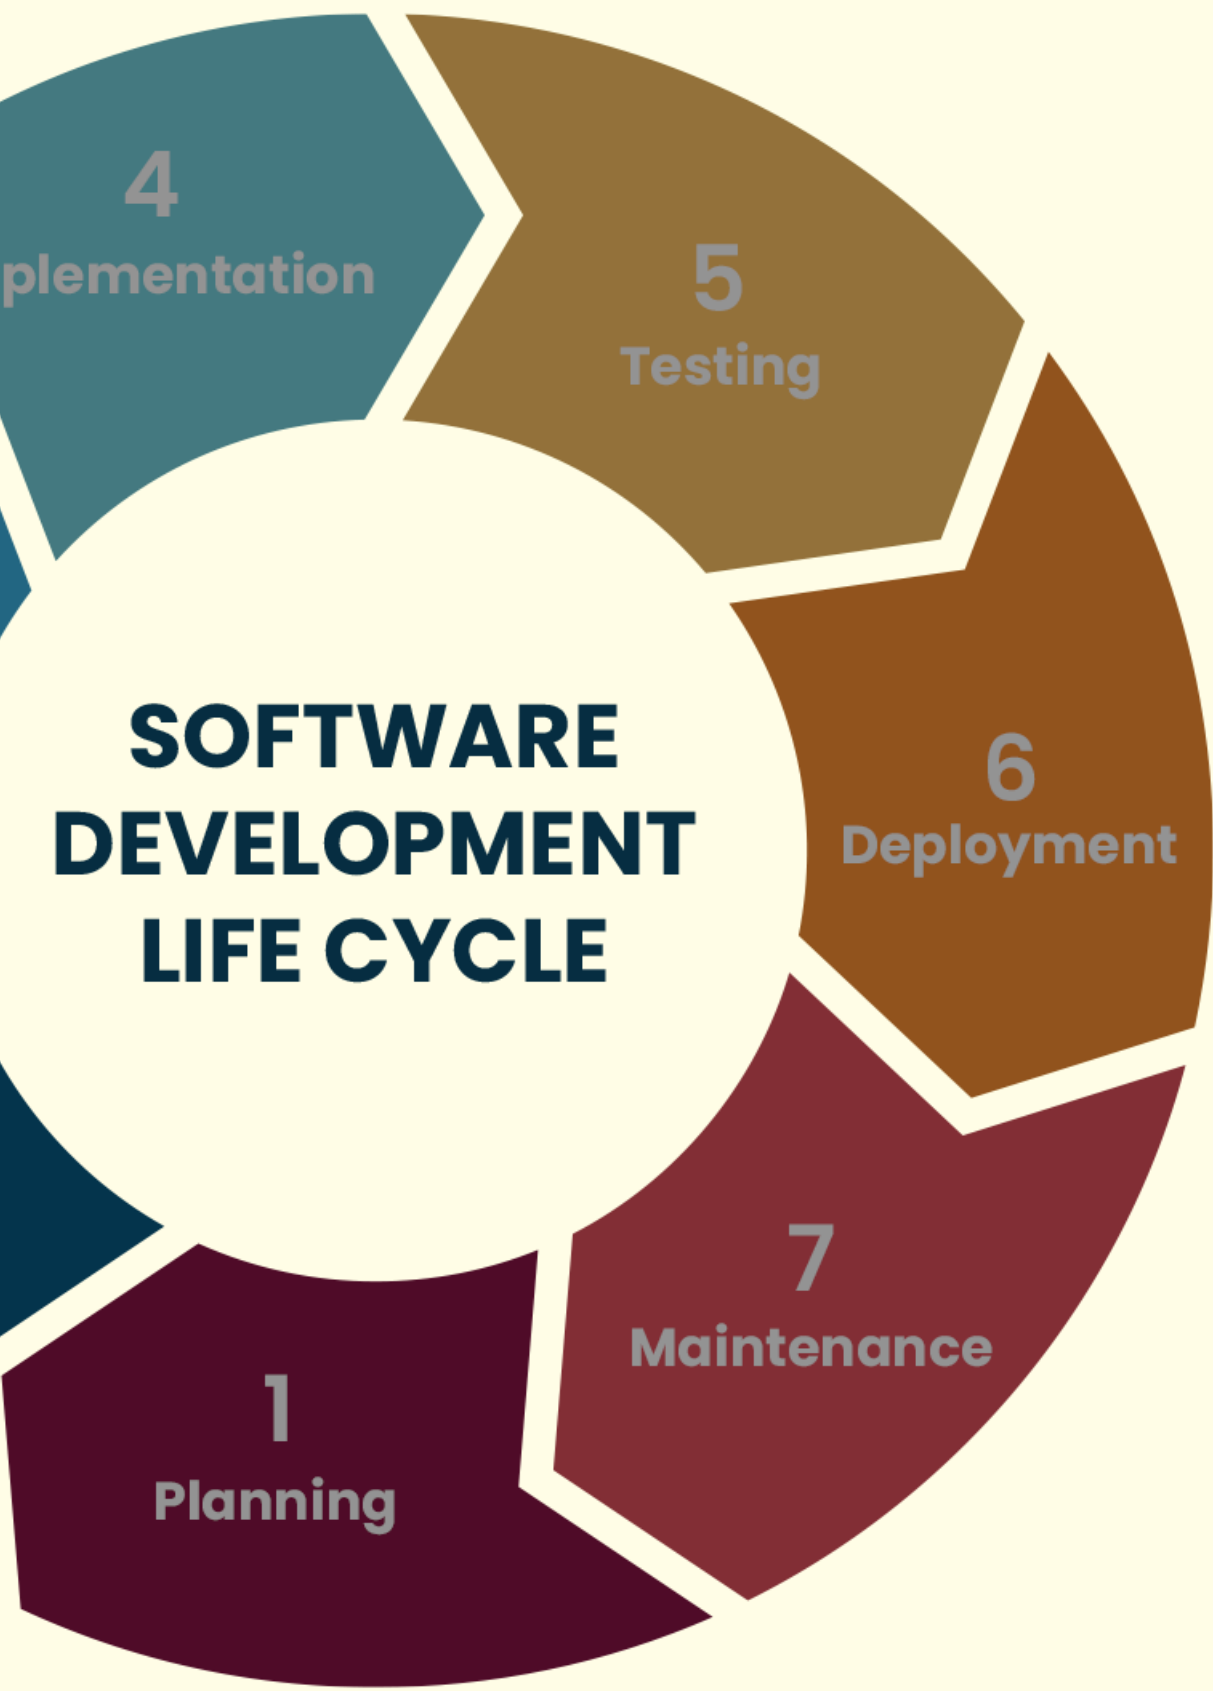 4
plementation
5
Testing
6
Deployment
SOFTWARE
DEVELOPMENT
LIFE CYCLE
7
Maintenance
1
Planning